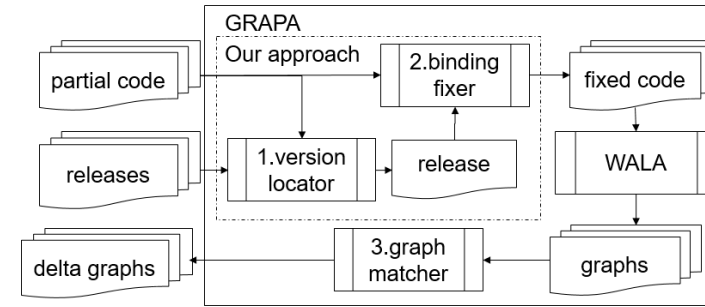 GRAPA
Our approach
partial code
2.binding
fixer
fixed code
releases
1.version
locator
release
WALA
delta graphs
3.graph
matcher
graphs